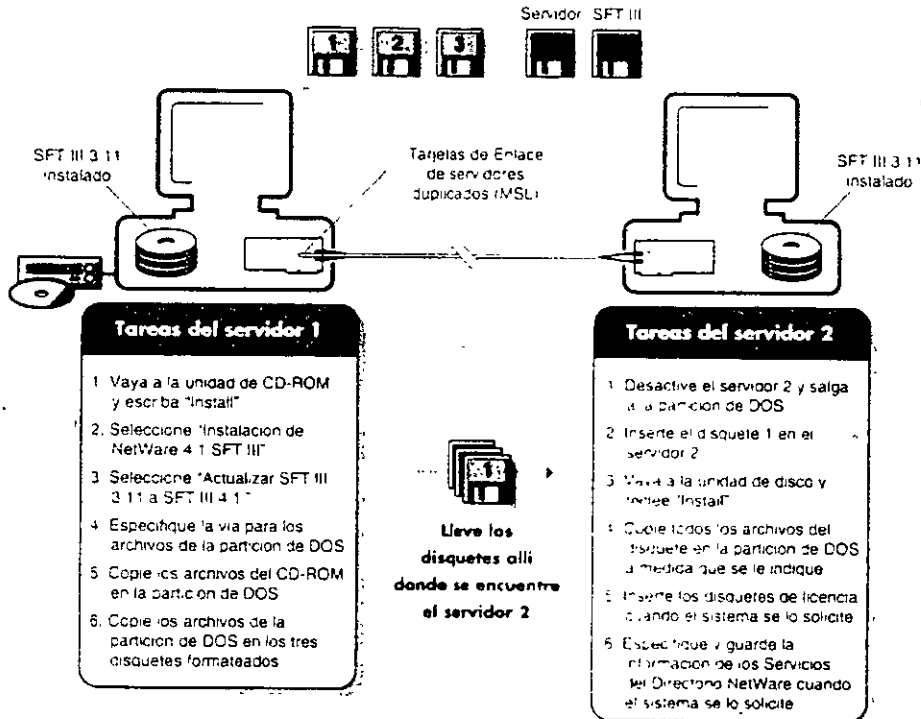 Servidor SFT III
1 2 3
SFT III 3 11
instalado
Tarjetas de Enlace
de servidores
duplicados (MSL)
SFT III 3 11
instalado
Tareas del servidor 1
1 Vaya a la unidad de CD-ROM
y escriba "Install"
2. Seleccione "Instalación de
NetWare 4 1 SFT III"
3 Seleccione "Actualizar SFT III
3 11 a SFT III 4 1"
4 Especifique la vía para los
archivos de la partición de DOS
5 Copie los archivos del CD-ROM
en la partición de DOS
6. Copie los archivos de la
partición de DOS en los tres
disquetes formateados
1
Lleve los
disquetes allí
donde se encuentre
el servidor 2
Tareas del servidor 2
1 Desactive el servidor 2 y salga
a la partición de DOS
2 Inserte el disquete 1 en el
servidor 2
3 Vaya a la unidad de disco y
"Install"
4 Copie todos los archivos del
disquete en la partición de DOS
a medida que se le indique
5 Inserte los disquetes de licencia
cuando el sistema se lo solicite
6 Especifique y guarde la
información de los Servicios
del Directorio NetWare cuando
el sistema se lo solicite